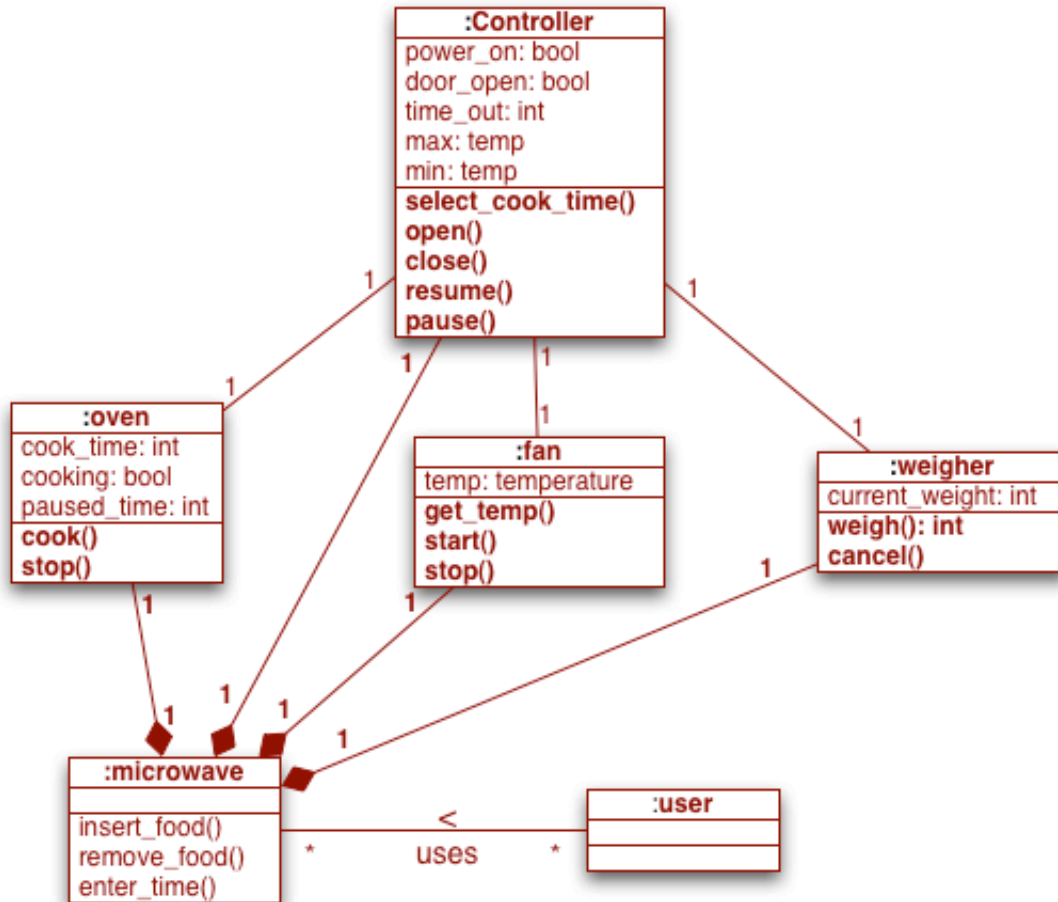 :Controller
power_on: bool
door_open: bool
time_out: int
max: temp
min: temp
select_cook_time()
open()
close()
resume()
pause()
1
1
1
1
1
1
1
:oven
cook_time: int
cooking: bool
paused_time: int
cook()
stop()
:fan
temp: temperature
get_temp()
start()
stop()
:weigher
current_weight: int
weigh(): int
cancel()
1
1
1
1
1
1
1
:microwave
insert_food()
remove_food()
enter_time()
<
* uses *
:user